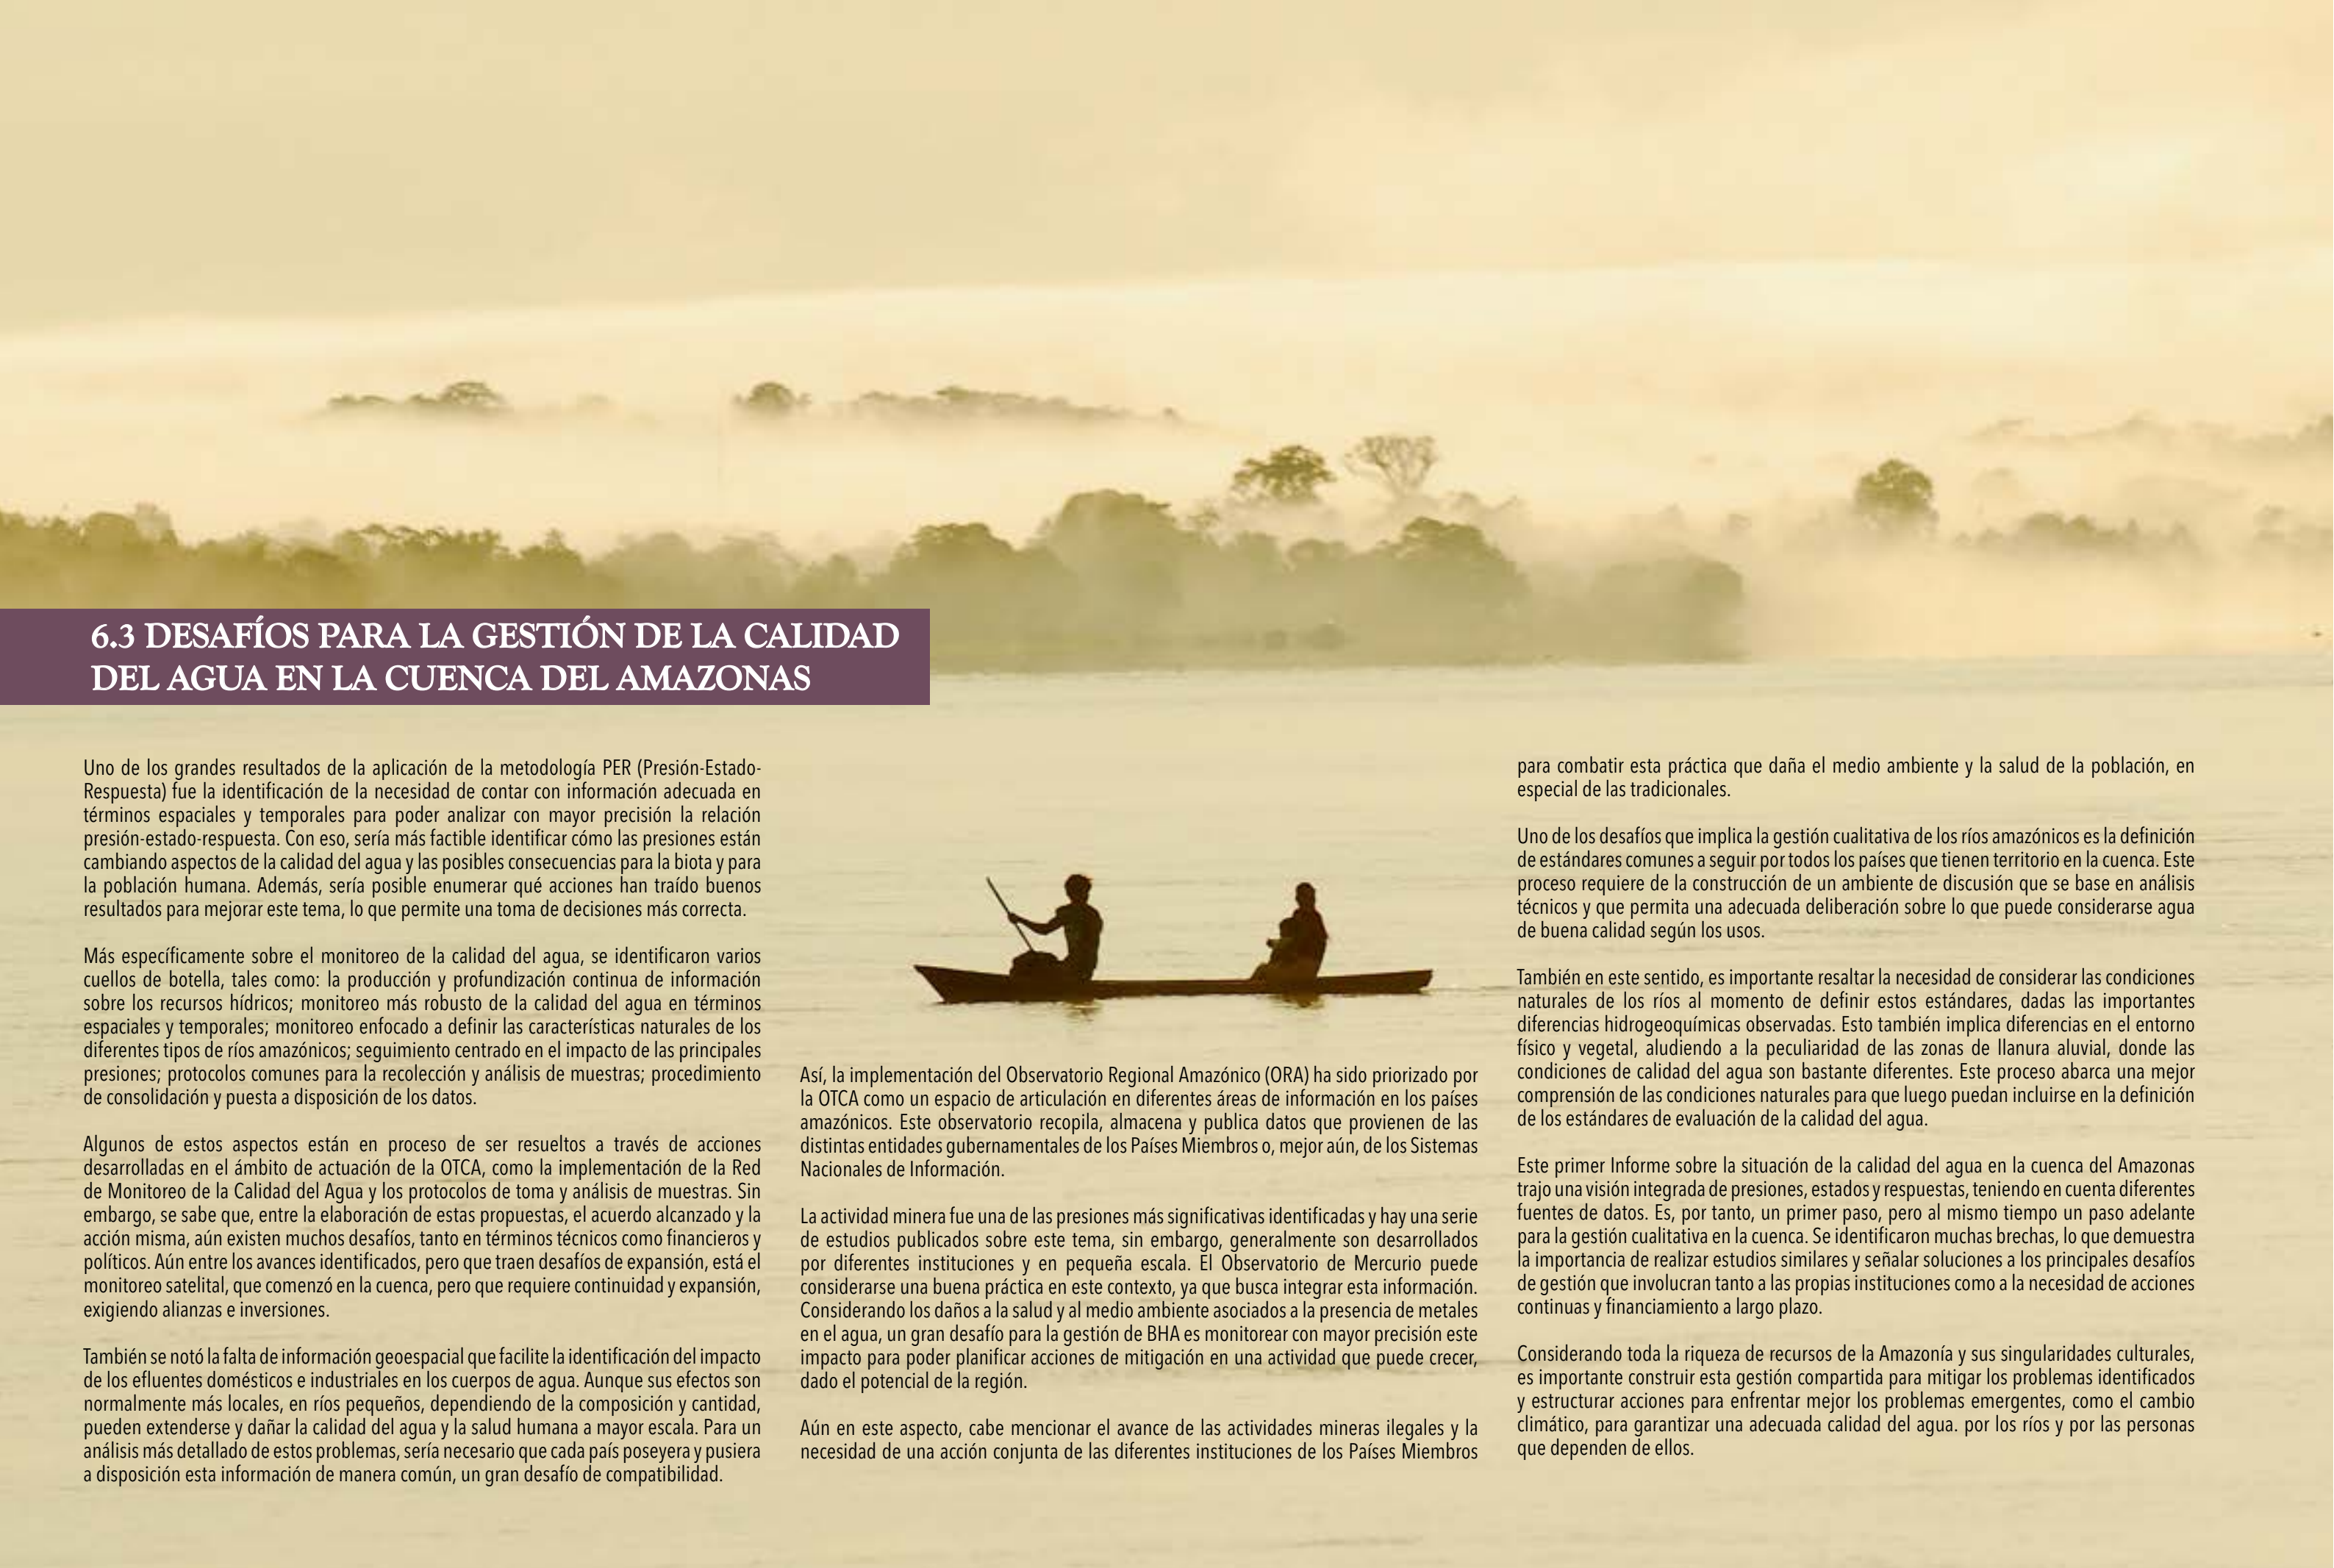 6.3 DESAFÍOS PARA LA GESTIÓN DE LA CALIDAD
DEL AGUA EN LA CUENCA DEL AMAZONAS
Uno de los grandes resultados de la aplicación de la metodología PER (Presión-Estado-
Respuesta) fue la identificación de la necesidad de contar con información adecuada en
términos espaciales y temporales para poder analizar con mayor precisión la relación
presión-estado-respuesta. Con eso, sería más factible identificar cómo las presiones están
cambiando aspectos de la calidad del agua y las posibles consecuencias para la biota y para
la población humana. Además, sería posible enumerar qué acciones han traído buenos
resultados para mejorar este tema, lo que permite una toma de decisiones más correcta.
Más específicamente sobre el monitoreo de la calidad del agua, se identificaron varios
cuellos de botella, tales como: la producción y profundización continua de información
sobre los recursos hídricos; monitoreo más robusto de la calidad del agua en términos
espaciales y temporales; monitoreo enfocado a definir las características naturales de los
diferentes tipos de ríos amazónicos; seguimiento centrado en el impacto de las principales
presiones; protocolos comunes para la recolección y análisis de muestras; procedimiento
de consolidación y puesta a disposición de los datos.
Algunos de estos aspectos están en proceso de ser resueltos a través de acciones
desarrolladas en el ámbito de actuación de la OTCA, como la implementación de la Red
de Monitoreo de la Calidad del Agua y los protocolos de toma y análisis de muestras. Sin
embargo, se sabe que, entre la elaboración de estas propuestas, el acuerdo alcanzado y la
acción misma, aún existen muchos desafíos, tanto en términos técnicos como financieros y
políticos. Aún entre los avances identificados, pero que traen desafíos de expansión, está el
monitoreo satelital, que comenzó en la cuenca, pero que requiere continuidad y expansión,
exigiendo alianzas e inversiones.
También se notó la falta de información geoespacial que facilite la identificación del impacto
de los efluentes domésticos e industriales en los cuerpos de agua. Aunque sus efectos son
normalmente más locales, en ríos pequeños, dependiendo de la composición y cantidad,
pueden extenderse y dañar la calidad del agua y la salud humana a mayor escala. Para un
análisis más detallado de estos problemas, sería necesario que cada país poseyera y pusiera
a disposición esta información de manera común, un gran desafío de compatibilidad.
Así, la implementación del Observatorio Regional Amazónico (ORA) ha sido priorizado por
la OTCA como un espacio de articulación en diferentes áreas de información en los países
amazónicos. Este observatorio recopila, almacena y publica datos que provienen de las
distintas entidades gubernamentales de los Países Miembros o, mejor aún, de los Sistemas
Nacionales de Información.
La actividad minera fue una de las presiones más significativas identificadas y hay una serie
de estudios publicados sobre este tema, sin embargo, generalmente son desarrollados
por diferentes instituciones y en pequeña escala. El Observatorio de Mercurio puede
considerarse una buena práctica en este contexto, ya que busca integrar esta información.
Considerando los daños a la salud y al medio ambiente asociados a la presencia de metales
en el agua, un gran desafío para la gestión de BHA es monitorear con mayor precisión este
impacto para poder planificar acciones de mitigación en una actividad que puede crecer,
dado el potencial de la región.
Aún en este aspecto, cabe mencionar el avance de las actividades mineras ilegales y la
necesidad de una acción conjunta de las diferentes instituciones de los Países Miembros
para combatir esta práctica que daña el medio ambiente y la salud de la población, en
especial de las tradicionales.
Uno de los desafíos que implica la gestión cualitativa de los ríos amazónicos es la definición
de estándares comunes a seguir por todos los países que tienen territorio en la cuenca. Este
proceso requiere de la construcción de un ambiente de discusión que se base en análisis
técnicos y que permita una adecuada deliberación sobre lo que puede considerarse agua
de buena calidad según los usos.
También en este sentido, es importante resaltar la necesidad de considerar las condiciones
naturales de los ríos al momento de definir estos estándares, dadas las importantes
diferencias hidrogeoquímicas observadas. Esto también implica diferencias en el entorno
físico y vegetal, aludiendo a la peculiaridad de las zonas de llanura aluvial, donde las
condiciones de calidad del agua son bastante diferentes. Este proceso abarca una mejor
comprensión de las condiciones naturales para que luego puedan incluirse en la definición
de los estándares de evaluación de la calidad del agua.
Este primer Informe sobre la situación de la calidad del agua en la cuenca del Amazonas
trajo una visión integrada de presiones, estados y respuestas, teniendo en cuenta diferentes
fuentes de datos. Es, por tanto, un primer paso, pero al mismo tiempo un paso adelante
para la gestión cualitativa en la cuenca. Se identificaron muchas brechas, lo que demuestra
la importancia de realizar estudios similares y señalar soluciones a los principales desafíos
de gestión que involucran tanto a las propias instituciones como a la necesidad de acciones
continuas y financiamiento a largo plazo.
Considerando toda la riqueza de recursos de la Amazonía y sus singularidades culturales,
es importante construir esta gestión compartida para mitigar los problemas identificados
y estructurar acciones para enfrentar mejor los problemas emergentes, como el cambio
climático, para garantizar una adecuada calidad del agua. por los ríos y por las personas
que dependen de ellos.